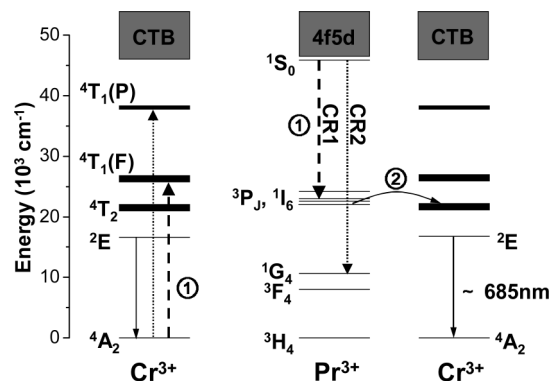 CTB
4f5d
CTB
50
40
30
20
10
0
Energy (10³ cm⁻¹)
⁴T₁(P)
⁴T₁(F)
⁴T₂
²E
⁴A₂
①
Cr³⁺
¹S₀
①
CR1
CR2
³P_J, ¹I₆
②
¹G₄
³F₄
³H₄
Pr³⁺
²E
~ 685nm
⁴A₂
Cr³⁺